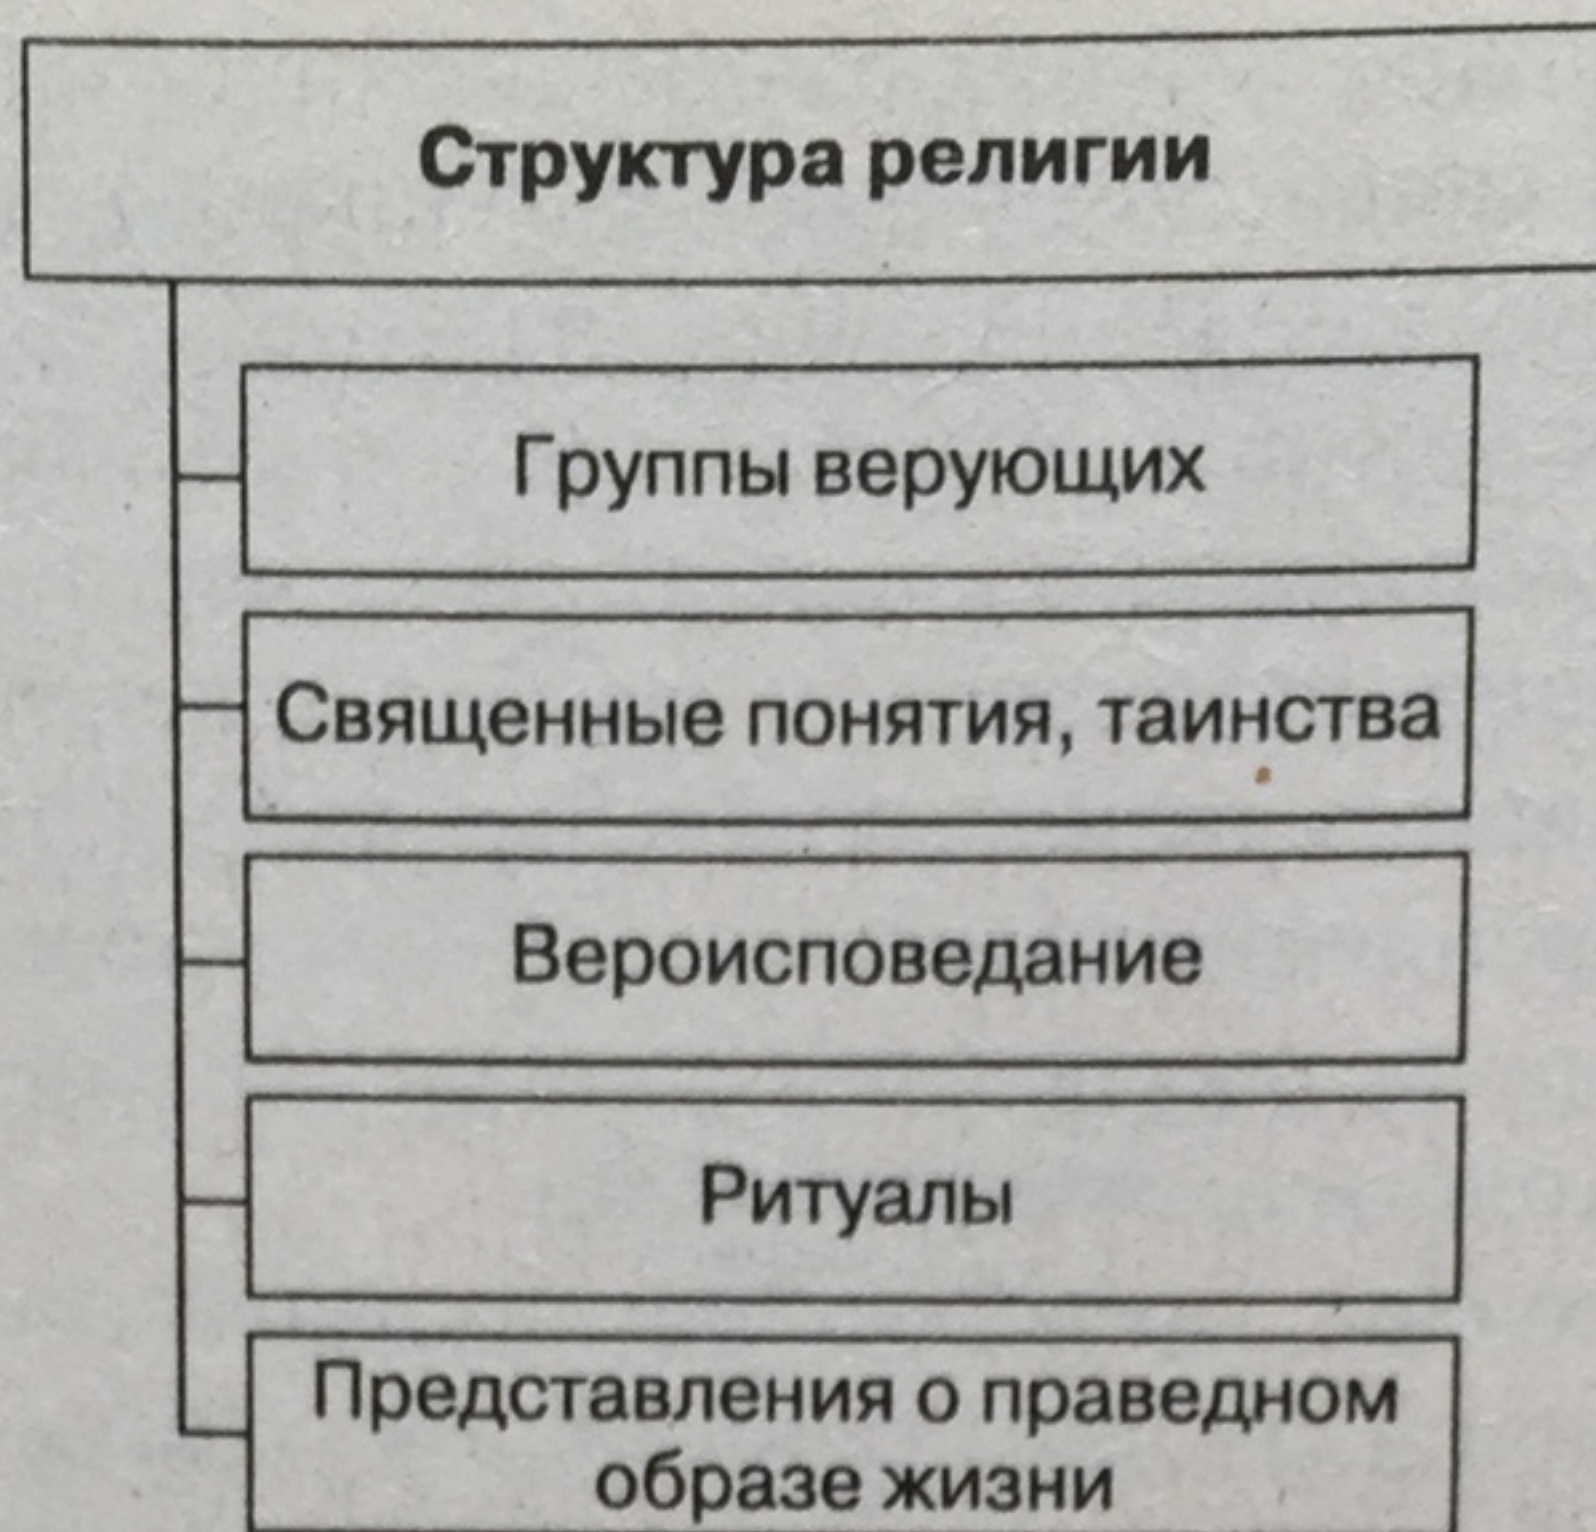 Структура религии
Группы верующих
Священные понятия, таинства
Вероисповедание
Ритуалы
Представления о праведном
образе жизни